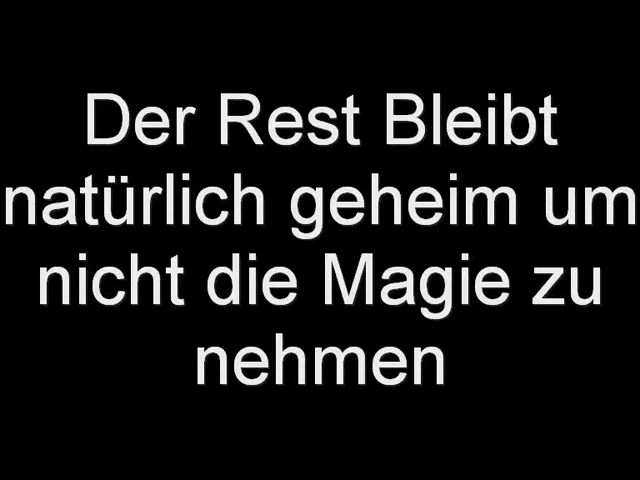 Der Rest Bleibt
natürlich geheim um
nicht die Magie zu
nehmen